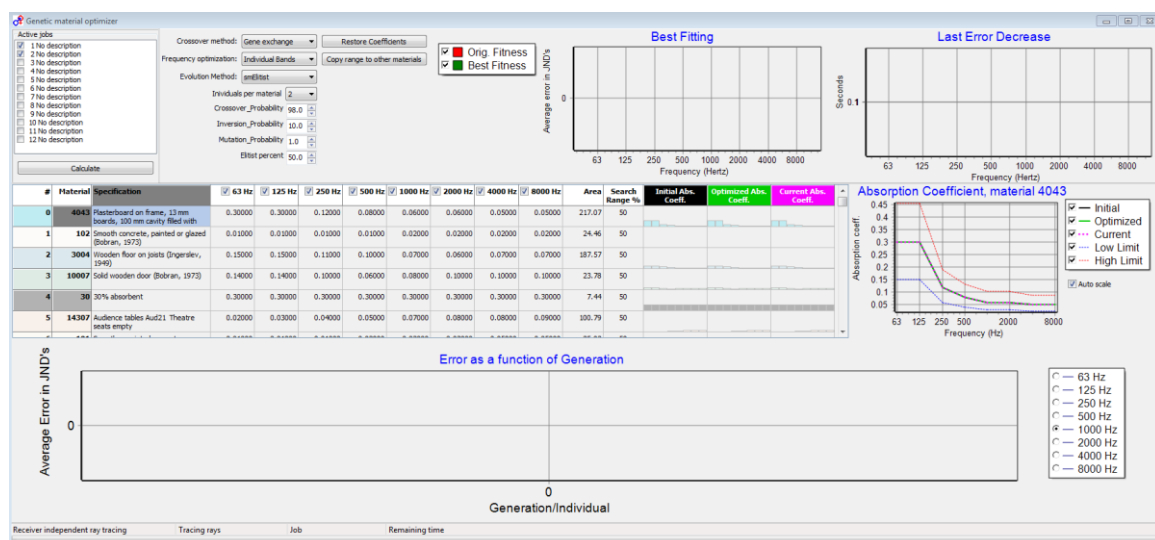 Genetic material optimizer
Active jobs
1 No description
2 No description
3 No description
4 No description
5 No description
6 No description
7 No description
8 No description
9 No description
10 No description
11 No description
12 No description
Calculate
Crossover method: Gene exchange
Restore Coefficients
Frequency optimization: Individual Bands
Copy range to other materials
Evolution Method: smElitist
Inividuals per material 2
Crossover_Probability 98.0
Inversion_Probability 10.0
Mutation_Probability 1.0
Elitist percent 50.0
Orig. Fitness
Best Fitness
Best Fitting
Average error in JND's
0
63 125 250 500 1000 2000 4000 8000
Frequency (Hertz)
Last Error Decrease
Seconds
0.1
63 125 250 500 1000 2000 4000 8000
Frequency (Hertz)
# Material Specification 63 Hz 125 Hz 250 Hz 500 Hz 1000 Hz 2000 Hz 4000 Hz 8000 Hz Area Search Range % Initial Abs. Coeff. Optimized Abs. Coeff. Current Abs. Coeff.
0 4043 Plasterboard on frame, 13 mm boards, 100 mm cavity filled with 0.30000 0.30000 0.12000 0.08000 0.06000 0.06000 0.05000 0.05000 217.07 50
1 102 Smooth concrete, painted or glazed (Bobran, 1973) 0.01000 0.01000 0.01000 0.01000 0.02000 0.02000 0.02000 0.02000 24.46 50
2 3004 Wooden floor on joists (Ingerslev, 1949) 0.15000 0.15000 0.11000 0.10000 0.07000 0.06000 0.07000 0.07000 187.57 50
3 10007 Solid wooden door (Bobran, 1973) 0.14000 0.14000 0.10000 0.06000 0.08000 0.10000 0.10000 0.10000 23.78 50
4 30 30% absorbent 0.30000 0.30000 0.30000 0.30000 0.30000 0.30000 0.30000 0.30000 7.44 50
5 14307 Audience tables Aud21 Theatre seats empty 0.02000 0.03000 0.04000 0.05000 0.07000 0.08000 0.08000 0.09000 100.79 50
Absorption Coefficient, material 4043
Absorption coeff.
0.45
0.4
0.35
0.3
0.25
0.2
0.15
0.1
0.05
63 125 250 500 2000 8000
Frequency (Hz)
Initial
Optimized
Current
Low Limit
High Limit
Auto scale
Error as a function of Generation
Average Error in JND's
0
0
Generation/Individual
63 Hz
125 Hz
250 Hz
500 Hz
1000 Hz
2000 Hz
4000 Hz
8000 Hz
Receiver independent ray tracing Tracing rays Job Remaining time